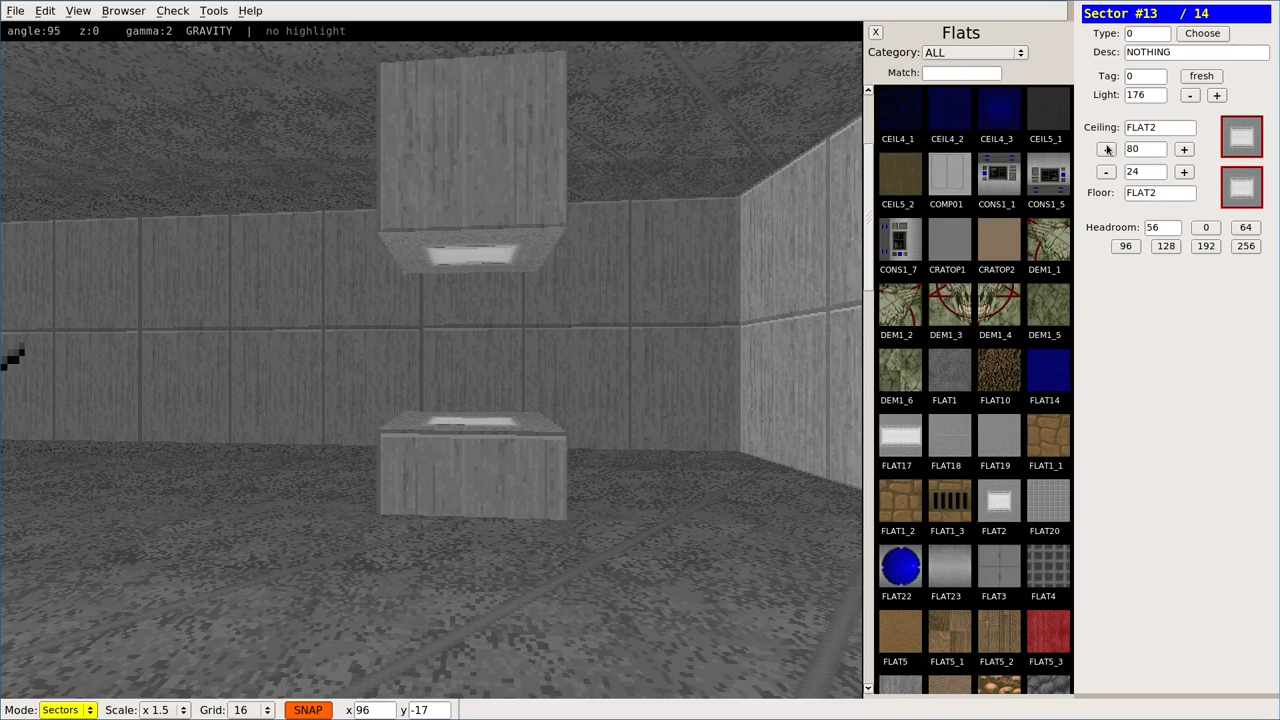 File Edit View Browser Check Tools Help
angle:95 z:0 gamma:2 GRAVITY | no highlight
X Flats
Category: ALL
Match:
CEIL4_1 CEIL4_2 CEIL4_3 CEIL5_1
CEIL5_2 COMP01 CONS1_1 CONS1_5
CONS1_7 CRATOP1 CRATOP2 DEM1_1
DEM1_2 DEM1_3 DEM1_4 DEM1_5
DEM1_6 FLAT1 FLAT10 FLAT14
FLAT17 FLAT18 FLAT19 FLAT1_1
FLAT1_2 FLAT1_3 FLAT2 FLAT20
FLAT22 FLAT23 FLAT3 FLAT4
FLAT5 FLAT5_1 FLAT5_2 FLAT5_3
Sector #13 / 14
Type: 0 Choose
Desc: NOTHING
Tag: 0 fresh
Light: 176 - +
Ceiling: FLAT2
80 +
- 24 +
Floor: FLAT2
Headroom: 56 0 64
96 128 192 256
Mode: Sectors Scale: x 1.5 Grid: 16 SNAP x 96 y -17